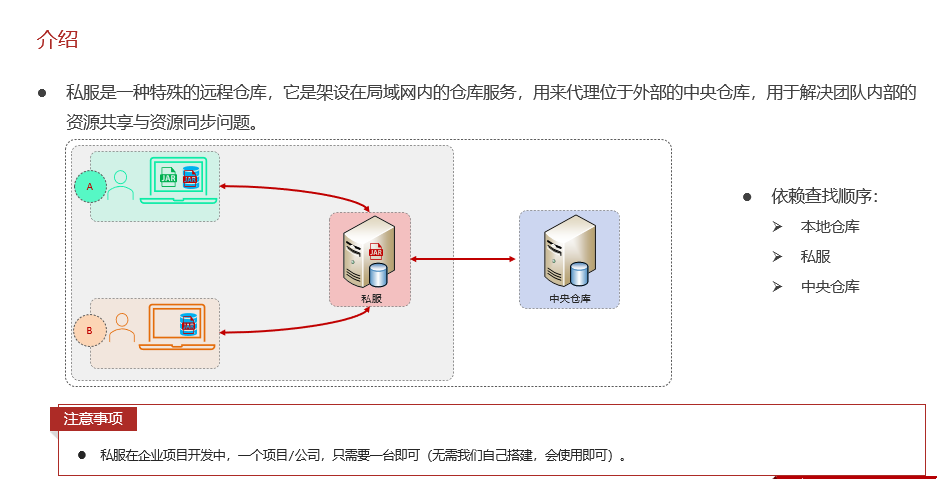 介绍
私服是一种特殊的远程仓库，它是架设在局域网内的仓库服务，用来代理位于外部的中央仓库，用于解决团队内部的
资源共享与资源同步问题。
A
JAR
JAR
JAR
私服
中央仓库
B
JAR
依赖查找顺序：
本地仓库
私服
中央仓库
注意事项
私服在企业项目开发中，一个项目/公司，只需要一台即可（无需我们自己搭建，会使用即可）。